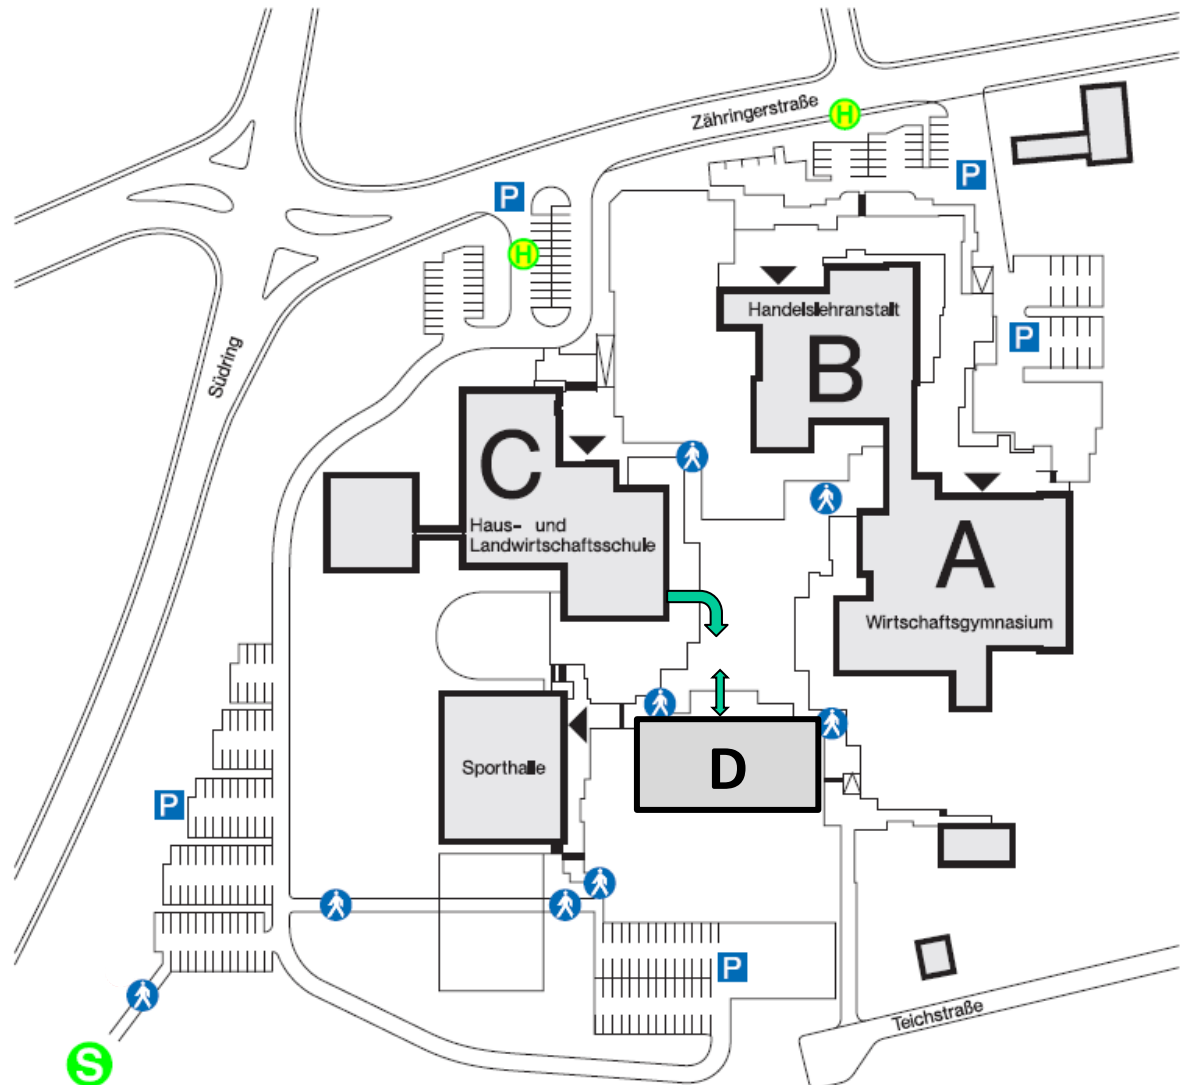 Zähringerstraße
H
P
P
H
Handelslehranstalt
B
P
Südring
C
Haus- und
Landwirtschaftsschule
A
Wirtschaftsgymnasium
Sporthalle
D
P
P
Teichstraße
S